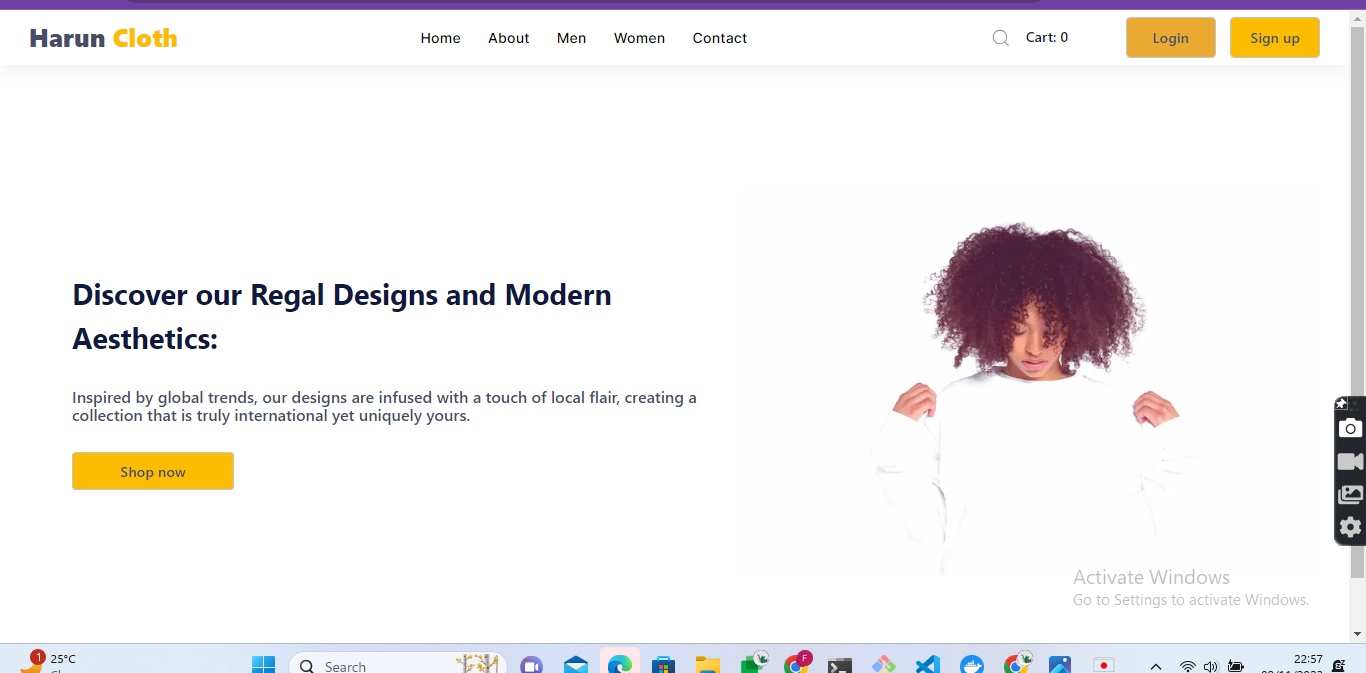 Harun Cloth
Home About Men Women Contact
Cart: 0
Login
Sign up
Discover our Regal Designs and Modern
Aesthetics:
Inspired by global trends, our designs are infused with a touch of local flair, creating a
collection that is truly international yet uniquely yours.
Shop now
Activate Windows
Go to Settings to activate Windows.
1
25°C
Search
F
22:57